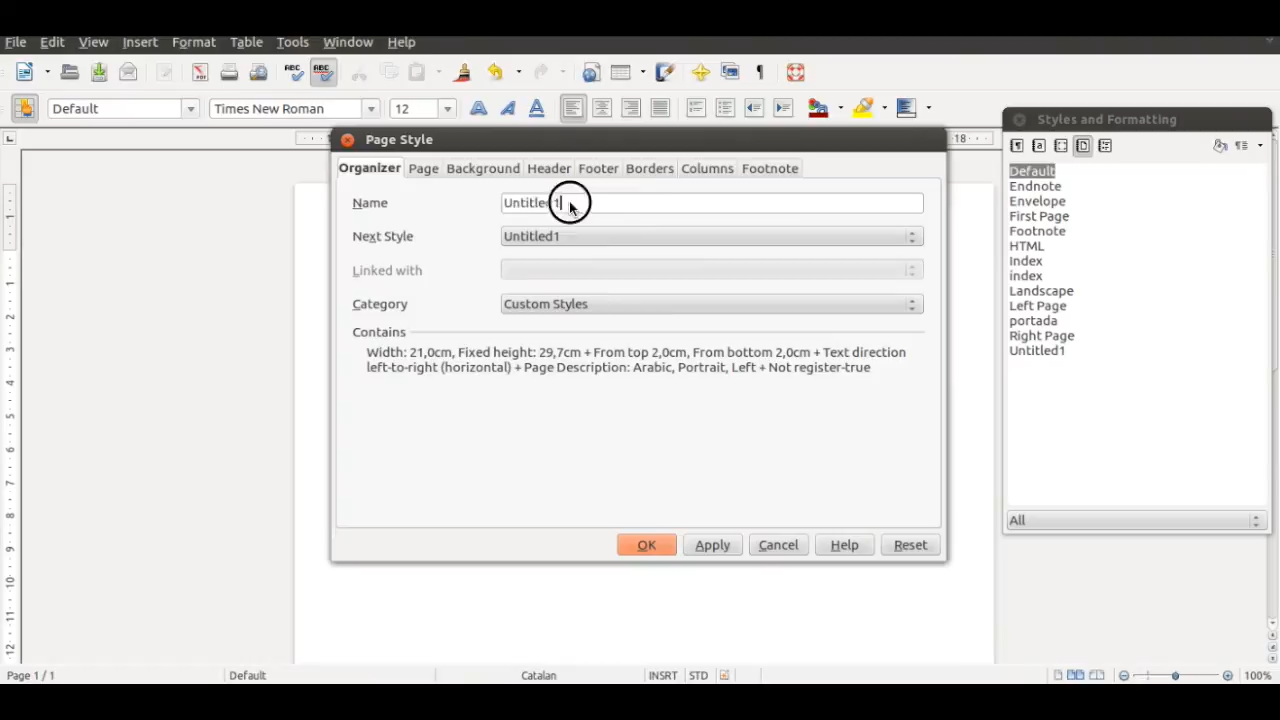 File Edit View Insert Format Table Tools Window Help
Default Times New Roman 12
18
Styles and Formatting
Default
Endnote
Envelope
First Page
Footnote
HTML
Index
index
Landscape
Left Page
portada
Right Page
Untitled1
All
Page Style
Organizer Page Background Header Footer Borders Columns Footnote
Name Untitled1
Next Style Untitled1
Linked with
Category Custom Styles
Contains
Width: 21,0cm, Fixed height: 29,7cm + From top 2,0cm, From bottom 2,0cm + Text direction
left-to-right (horizontal) + Page Description: Arabic, Portrait, Left + Not register-true
OK Apply Cancel Help Reset
Page 1 / 1 Default Catalan INSRT STD 100%